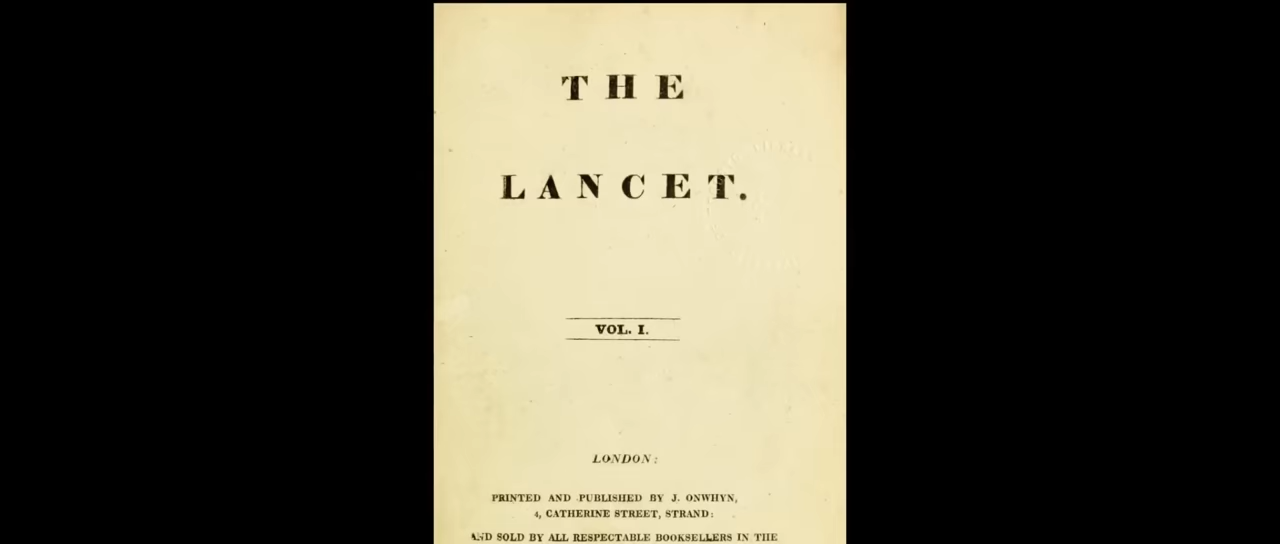 THE
LANCET.
VOL. I.
LONDON:
PRINTED AND PUBLISHED BY J. ONWHYN,
4, CATHERINE STREET, STRAND:
AND SOLD BY ALL RESPECTABLE BOOKSELLERS IN THE